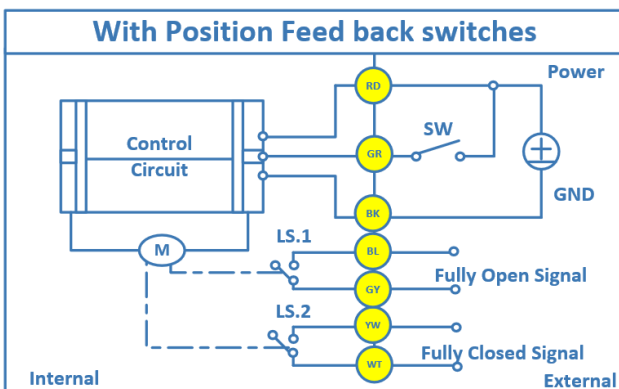 With Position Feed back switches
RD
Power
Control
Circuit
SW
GR
GND
BK
M
LS.1
BL
Fully Open Signal
GY
LS.2
YW
Fully Closed Signal
WT
Internal
External